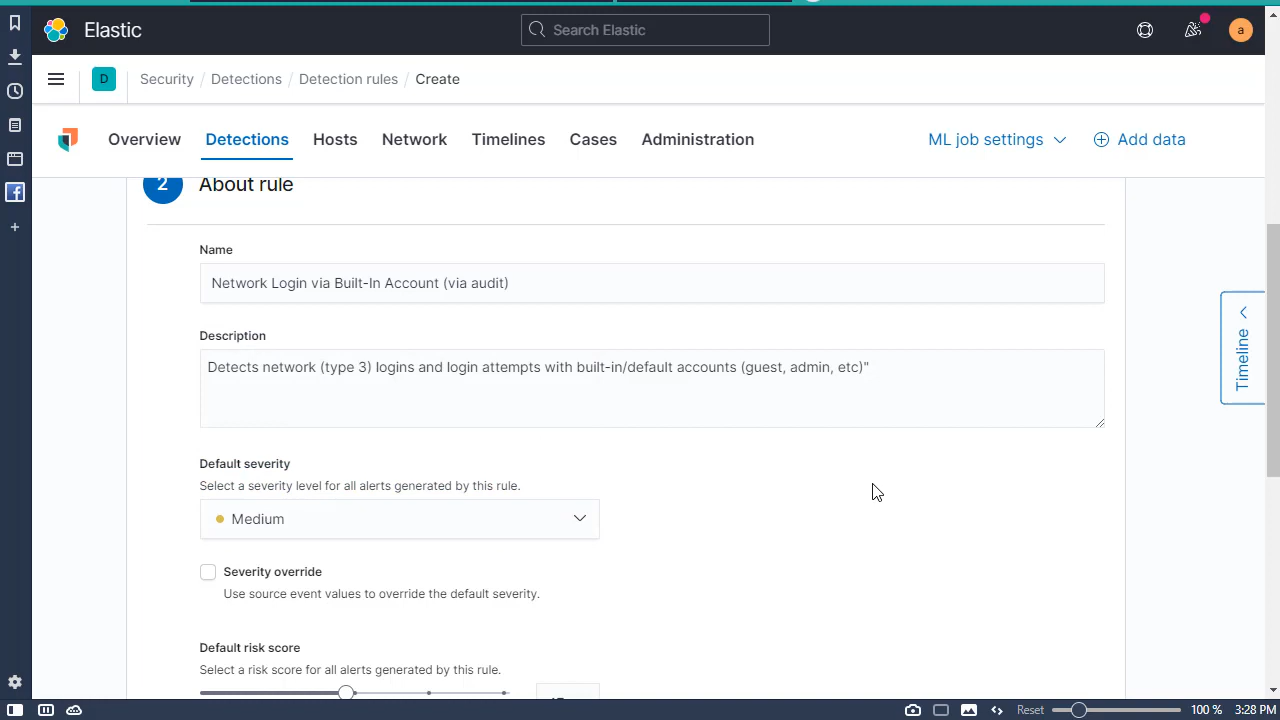 Elastic
Search Elastic
a
D
Security / Detections / Detection rules / Create
Overview Detections Hosts Network Timelines Cases Administration ML job settings Add data
2 About rule
Name
Network Login via Built-In Account (via audit)
Description
Detects network (type 3) logins and login attempts with built-in/default accounts (guest, admin, etc)"
Timeline
Default severity
Select a severity level for all alerts generated by this rule.
Medium
Severity override
Use source event values to override the default severity.
Default risk score
Select a risk score for all alerts generated by this rule.
Reset 100 % 3:28 PM